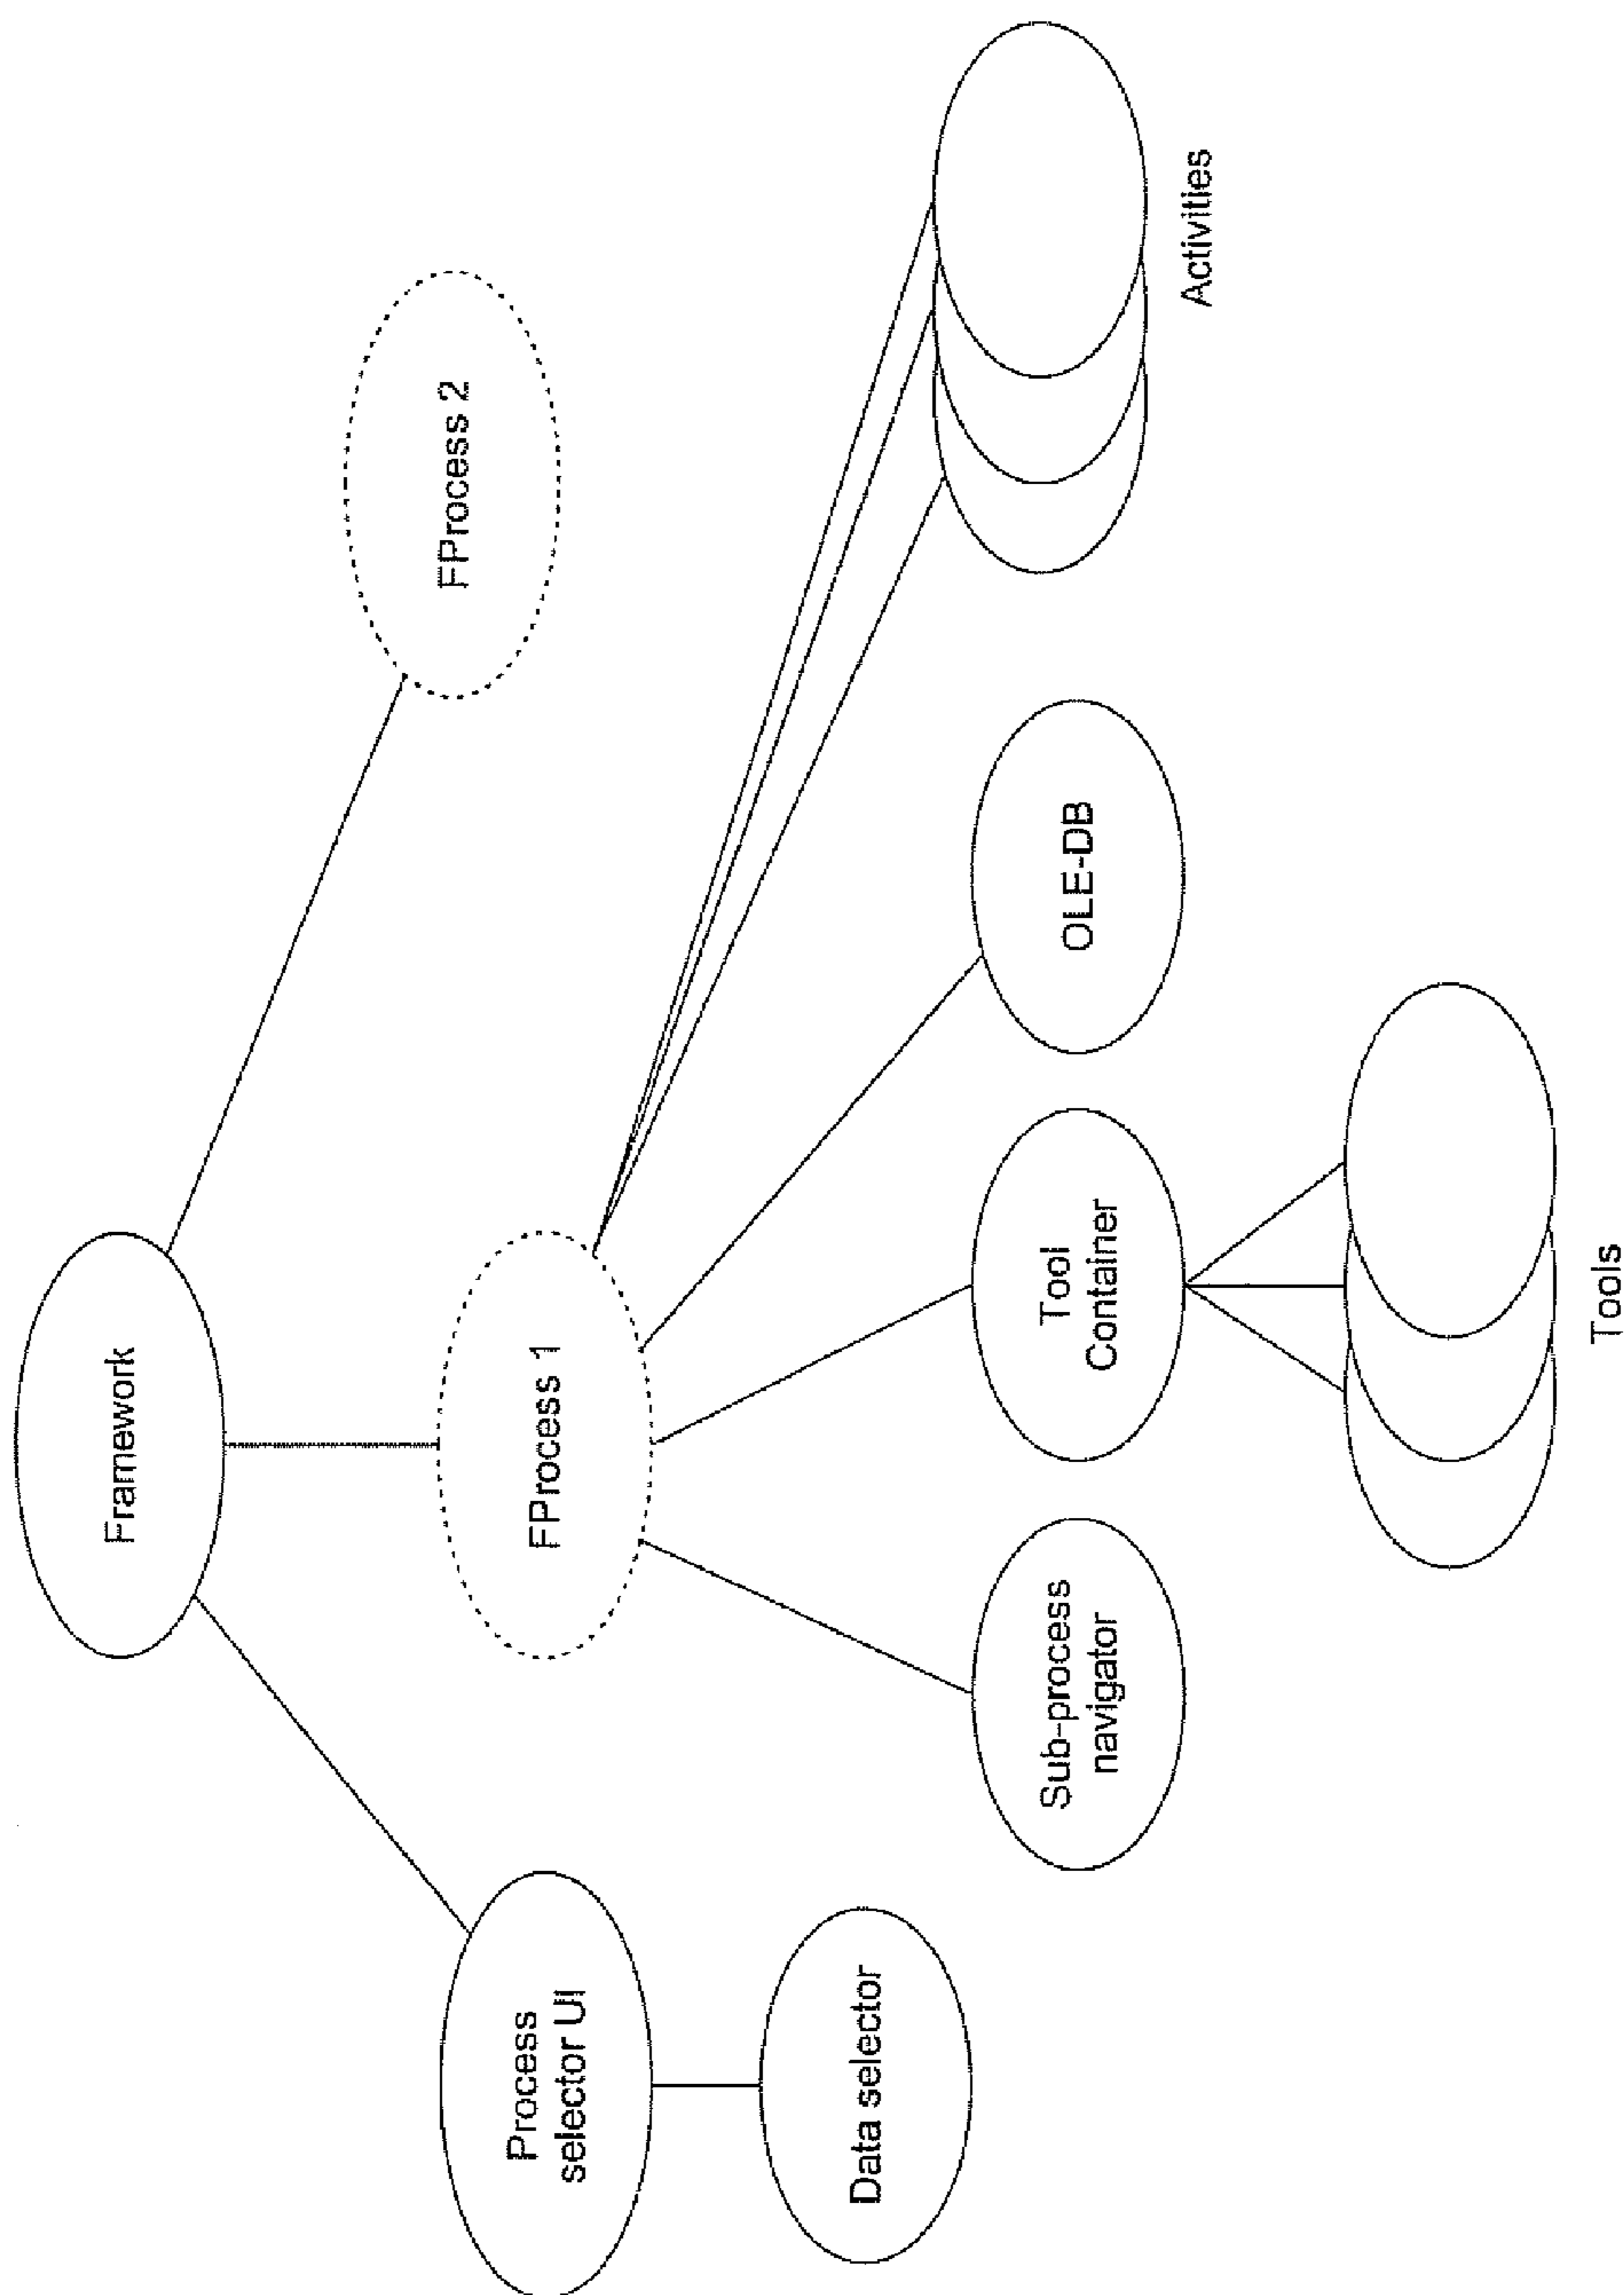 Framework
Process
selector UI
FProcess 1
FProcess 2
Data selector
Sub-process
navigator
Tool
Container
OLE-DB
Activities
Tools